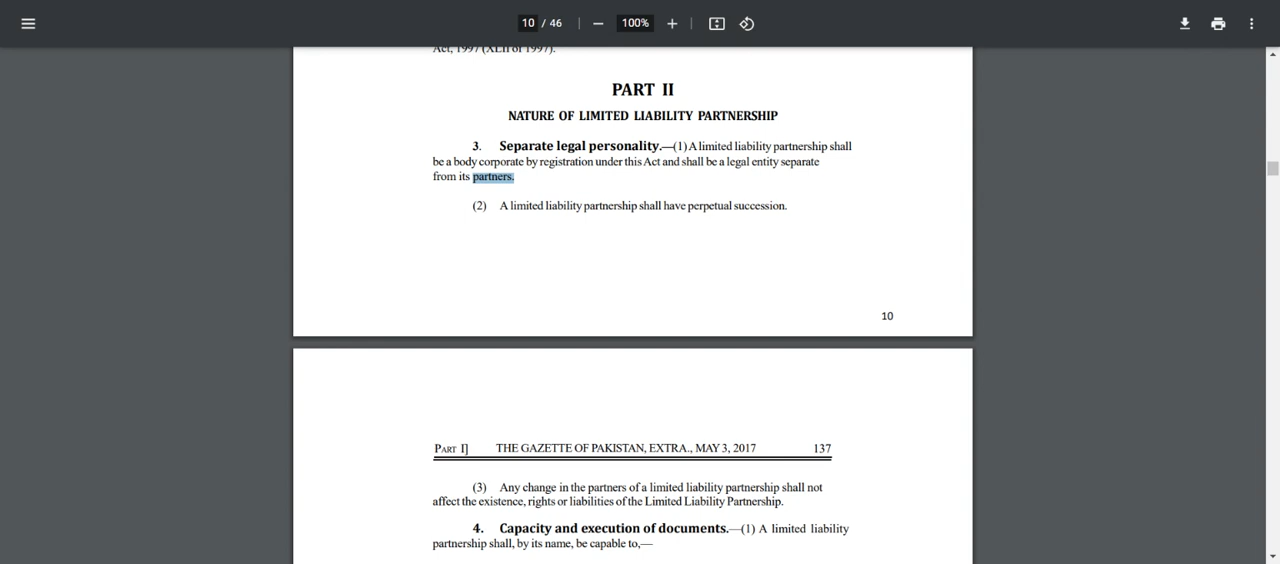 10 / 46
100%
Act, 1997 (XLII of 1997).
PART II
NATURE OF LIMITED LIABILITY PARTNERSHIP
3. Separate legal personality.—(1) A limited liability partnership shall
be a body corporate by registration under this Act and shall be a legal entity separate
from its partners.
(2) A limited liability partnership shall have perpetual succession.
10
PART I] THE GAZETTE OF PAKISTAN, EXTRA., MAY 3, 2017 137
(3) Any change in the partners of a limited liability partnership shall not
affect the existence, rights or liabilities of the Limited Liability Partnership.
4. Capacity and execution of documents.—(1) A limited liability
partnership shall, by its name, be capable to,—